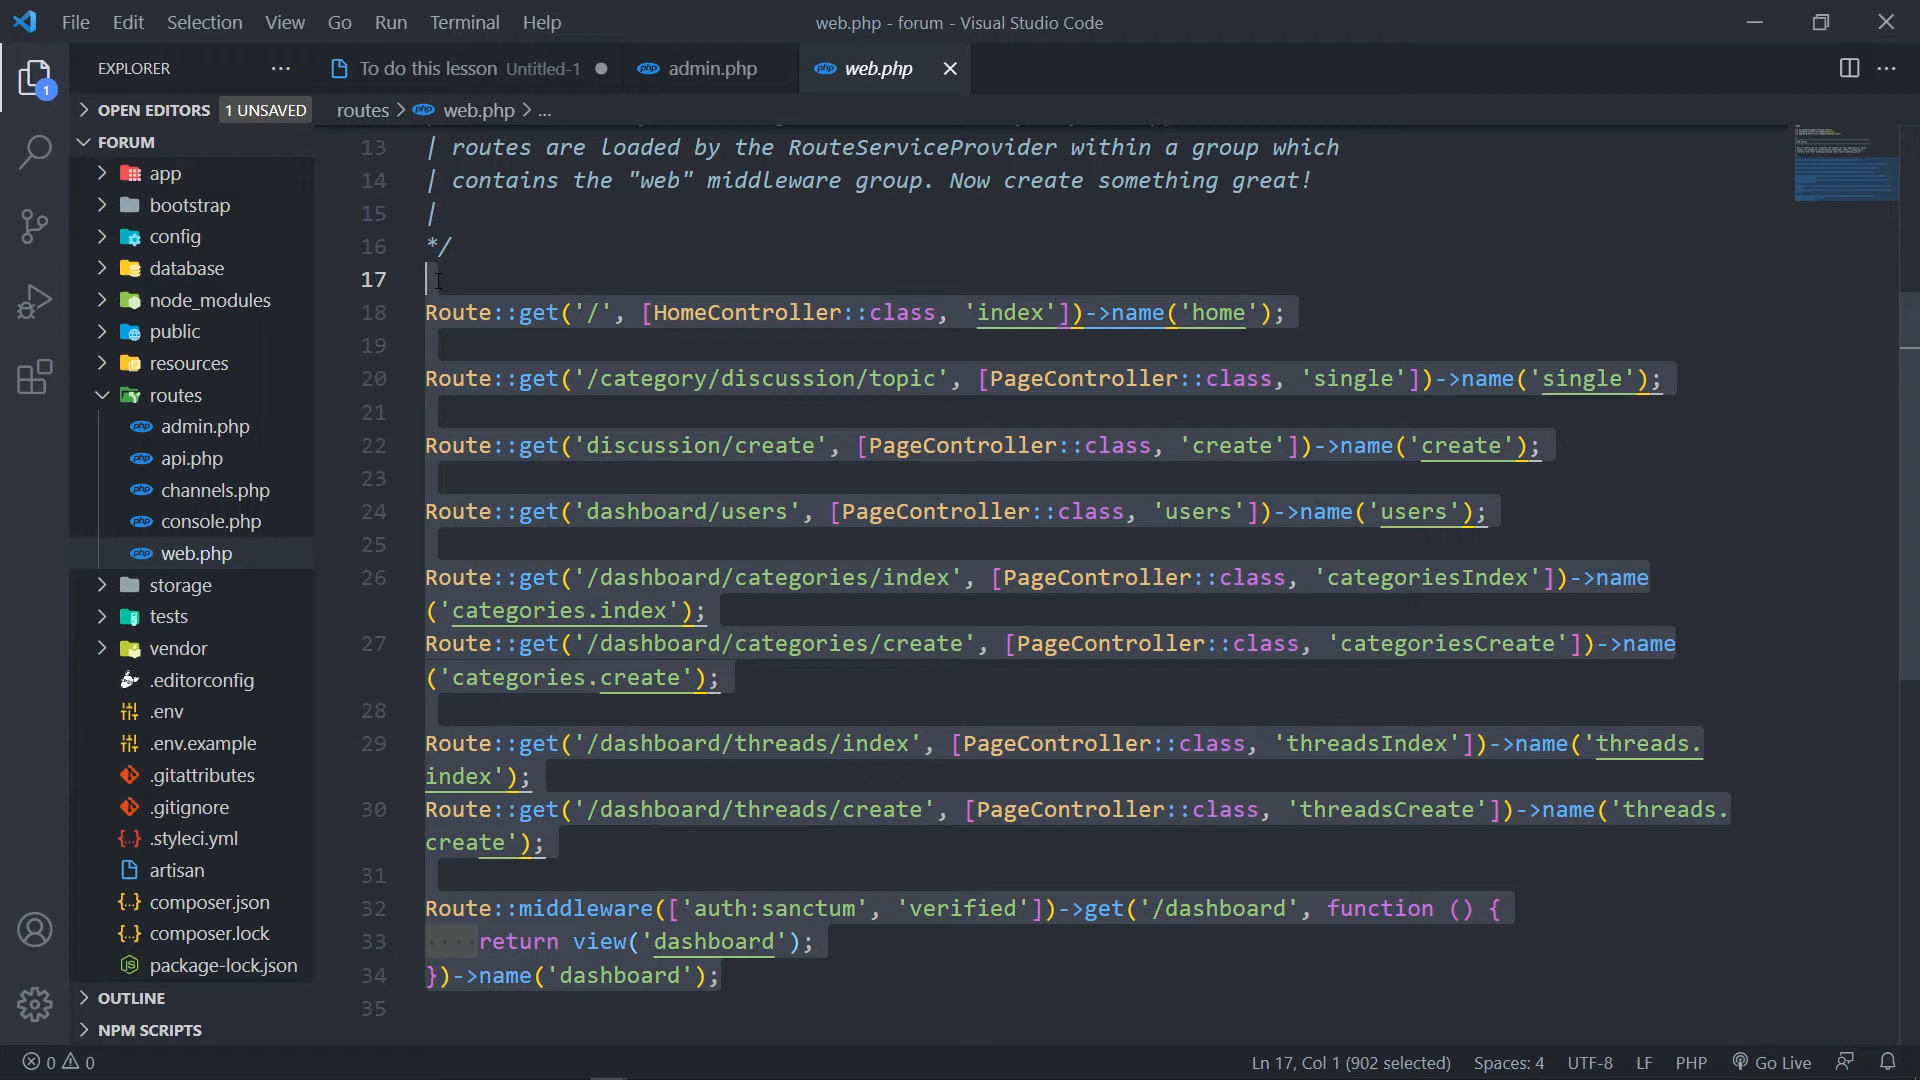 File Edit Selection View Go Run Terminal Help
web.php - forum - Visual Studio Code
EXPLORER
To do this lesson Untitled-1
admin.php
web.php
OPEN EDITORS 1 UNSAVED
routes > web.php > ...
FORUM
app
bootstrap
config
database
node_modules
public
resources
routes
admin.php
api.php
channels.php
console.php
web.php
storage
tests
vendor
.editorconfig
.env
.env.example
.gitattributes
.gitignore
.styleci.yml
artisan
composer.json
composer.lock
package-lock.json
OUTLINE
NPM SCRIPTS
13 | routes are loaded by the RouteServiceProvider within a group which
14 | contains the "web" middleware group. Now create something great!
15 |
16 */
17
18 Route::get('/', [HomeController::class, 'index'])->name('home');
19
20 Route::get('/category/discussion/topic', [PageController::class, 'single'])->name('single');
21
22 Route::get('discussion/create', [PageController::class, 'create'])->name('create');
23
24 Route::get('dashboard/users', [PageController::class, 'users'])->name('users');
25
26 Route::get('/dashboard/categories/index', [PageController::class, 'categoriesIndex'])->name
('categories.index');
27 Route::get('/dashboard/categories/create', [PageController::class, 'categoriesCreate'])->name
('categories.create');
28
29 Route::get('/dashboard/threads/index', [PageController::class, 'threadsIndex'])->name('threads.
index');
30 Route::get('/dashboard/threads/create', [PageController::class, 'threadsCreate'])->name('threads.
create');
31
32 Route::middleware(['auth:sanctum', 'verified'])->get('/dashboard', function () {
33 ····return view('dashboard');
34 })->name('dashboard');
35
0 0
Ln 17, Col 1 (902 selected) Spaces: 4 UTF-8 LF PHP Go Live
1